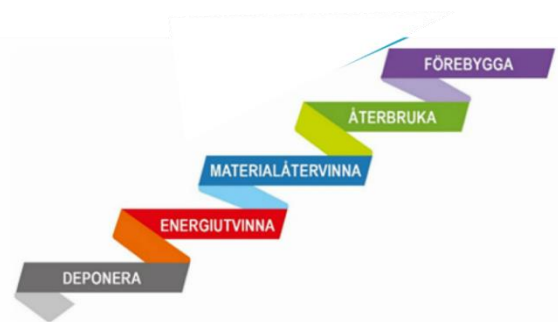 FÖREBYGGA
ÅTERBRUKA
MATERIALÅTERVINNA
ENERGIUTVINNA
DEPONERA